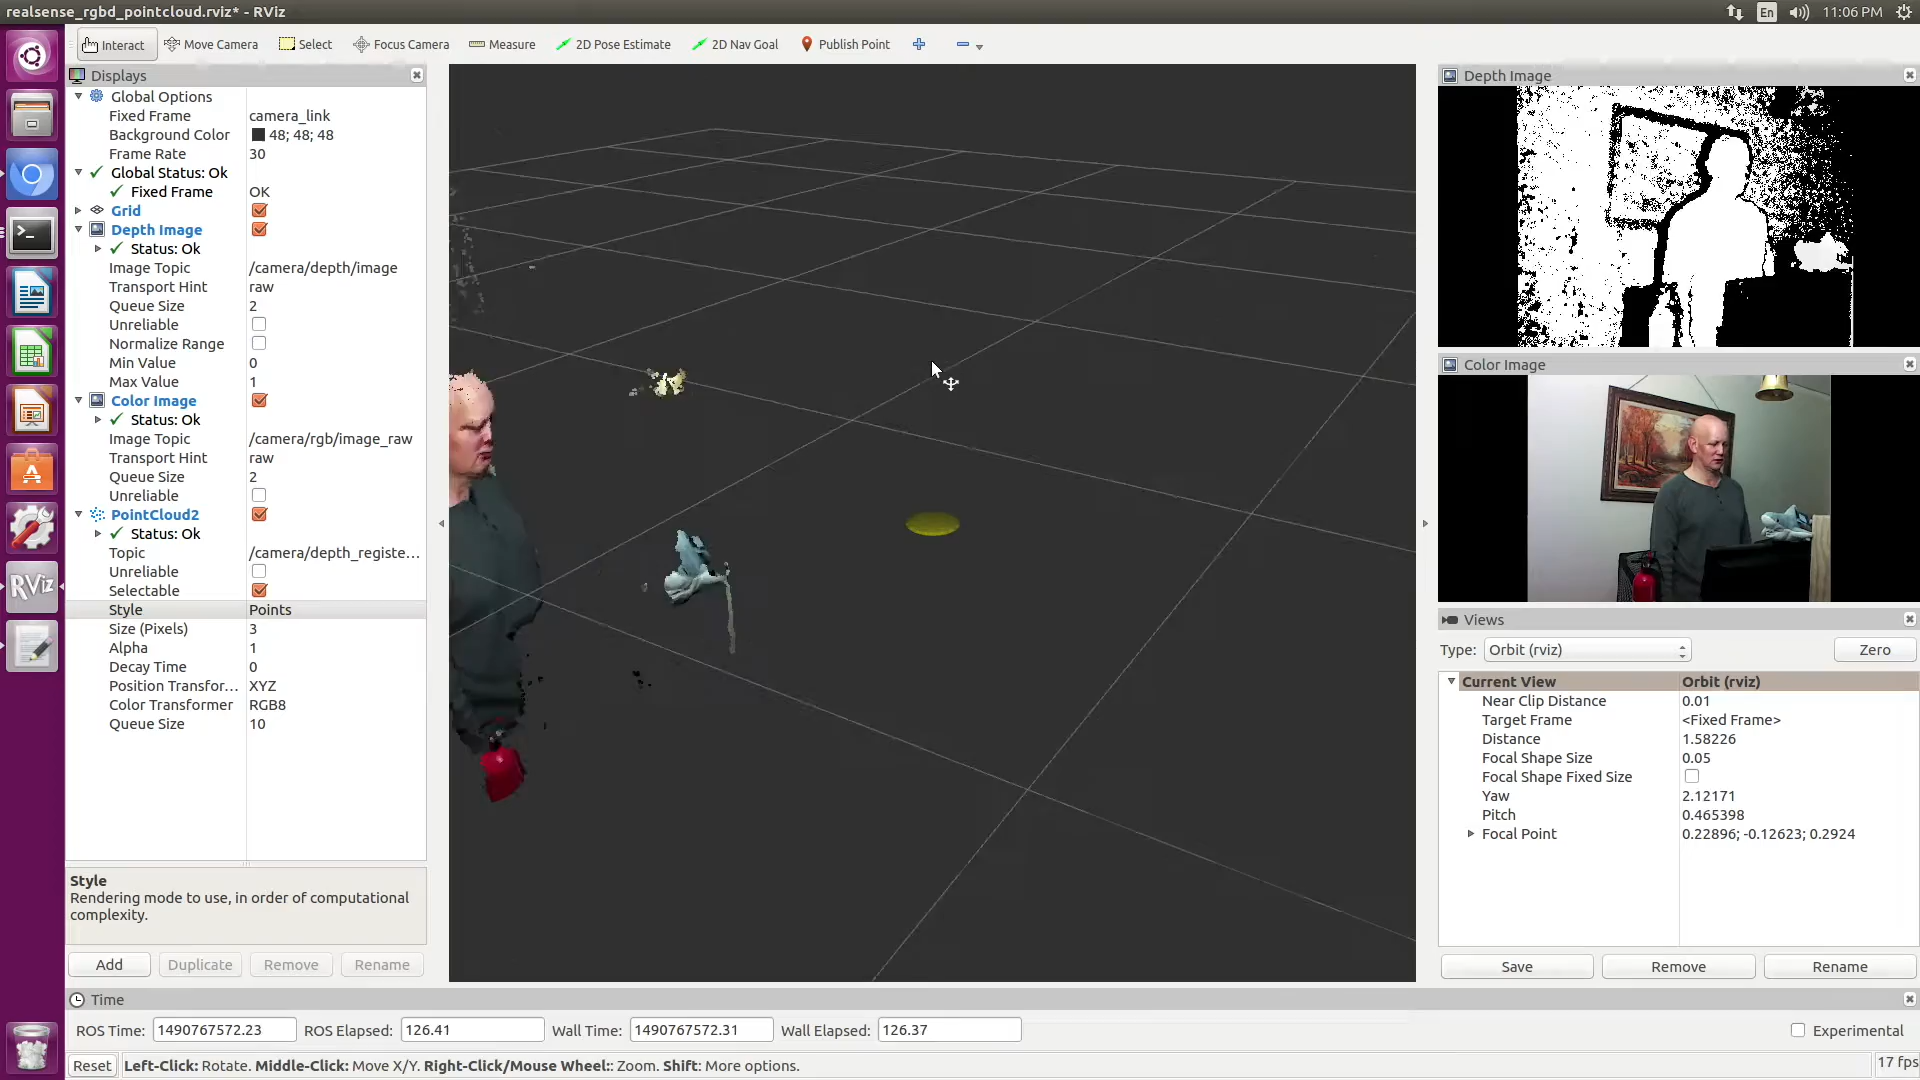 realsense_rgbd_pointcloud.rviz* - RViz
En
11:06 PM
Interact
Move Camera
Select
Focus Camera
Measure
2D Pose Estimate
2D Nav Goal
Publish Point
Displays
Global Options
Fixed Frame camera_link
Background Color 48; 48; 48
Frame Rate 30
Global Status: Ok
Fixed Frame OK
Grid
Depth Image
Status: Ok
Image Topic /camera/depth/image
Transport Hint raw
Queue Size 2
Unreliable
Normalize Range
Min Value 0
Max Value 1
Color Image
Status: Ok
Image Topic /camera/rgb/image_raw
Transport Hint raw
Queue Size 2
Unreliable
PointCloud2
Status: Ok
Topic /camera/depth_registe...
Unreliable
Selectable
Style Points
Size (Pixels) 3
Alpha 1
Decay Time 0
Position Transfor... XYZ
Color Transformer RGB8
Queue Size 10
Style
Rendering mode to use, in order of computational
complexity.
Add
Duplicate
Remove
Rename
RViz
Depth Image
Color Image
Views
Type: Orbit (rviz) Zero
Current View Orbit (rviz)
Near Clip Distance 0.01
Target Frame <Fixed Frame>
Distance 1.58226
Focal Shape Size 0.05
Focal Shape Fixed Size
Yaw 2.12171
Pitch 0.465398
Focal Point 0.22896; -0.12623; 0.2924
Save
Remove
Rename
Time
ROS Time: 1490767572.23 ROS Elapsed: 126.41 Wall Time: 1490767572.31 Wall Elapsed: 126.37 Experimental
Reset Left-Click: Rotate. Middle-Click: Move X/Y. Right-Click/Mouse Wheel:: Zoom. Shift: More options. 17 fps